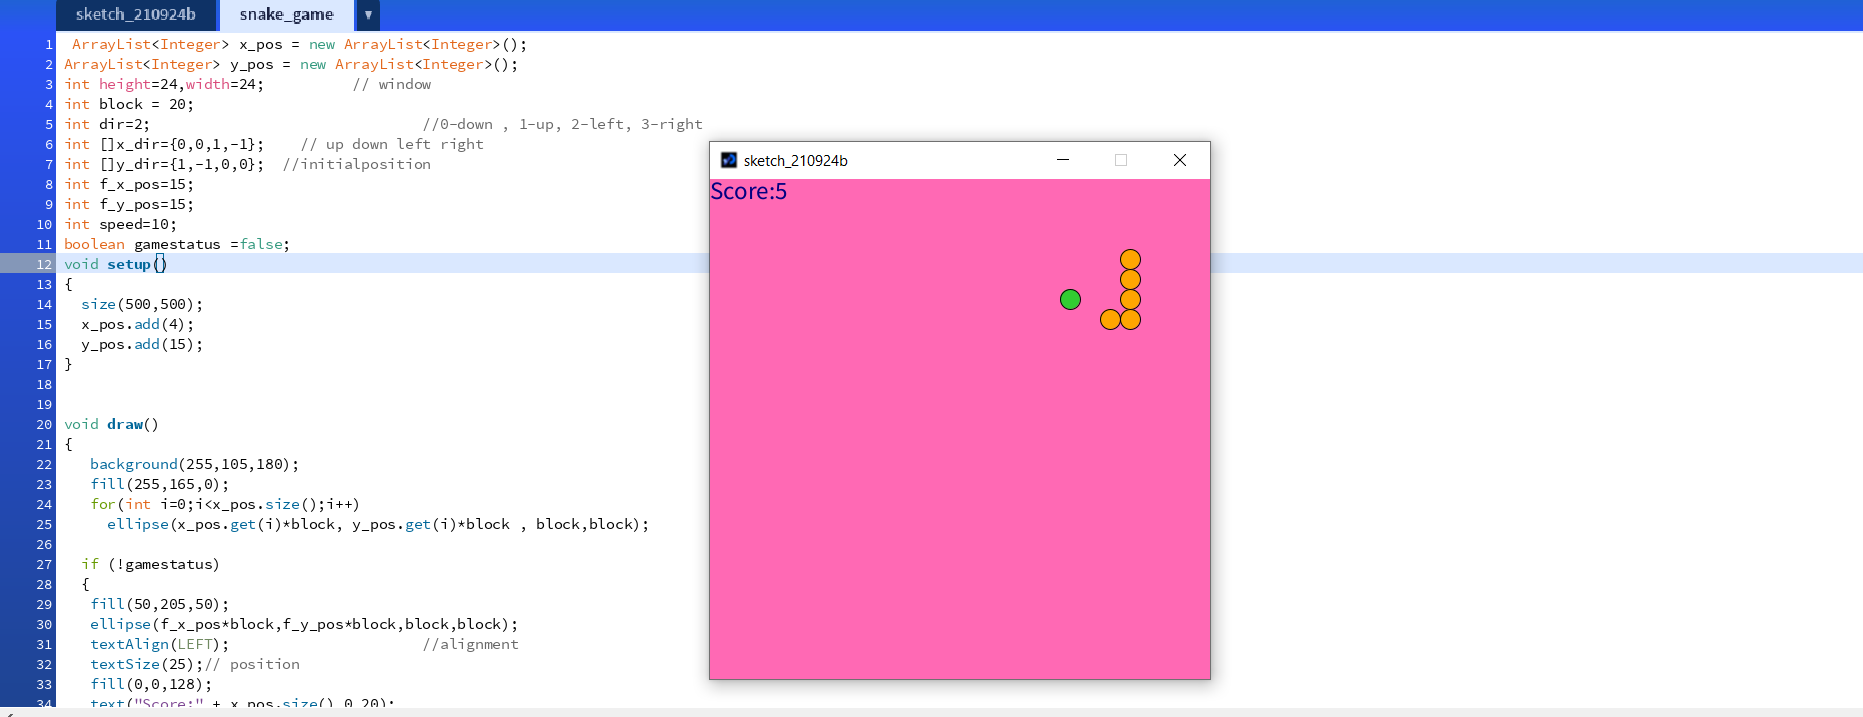 sketch_210924b snake_game ▼
1 ArrayList<Integer> x_pos = new ArrayList<Integer>();
2 ArrayList<Integer> y_pos = new ArrayList<Integer>();
3 int height=24,width=24; // window
4 int block = 20;
5 int dir=2; //0-down , 1-up, 2-left, 3-right
6 int []x_dir={0,0,1,-1}; // up down left right
7 int []y_dir={1,-1,0,0}; //initialposition
8 int f_x_pos=15;
9 int f_y_pos=15;
10 int speed=10;
11 boolean gamestatus =false;
12 void setup()
13 {
14 size(500,500);
15 x_pos.add(4);
16 y_pos.add(15);
17 }
18
19
20 void draw()
21 {
22 background(255,105,180);
23 fill(255,165,0);
24 for(int i=0;i<x_pos.size();i++)
25 ellipse(x_pos.get(i)*block, y_pos.get(i)*block , block,block);
26
27 if (!gamestatus)
28 {
29 fill(50,205,50);
30 ellipse(f_x_pos*block,f_y_pos*block,block,block);
31 textAlign(LEFT); //alignment
32 textSize(25);// position
33 fill(0,0,128);
34 text("Score:" + x_pos.size(),0,20);
sketch_210924b
Score:5